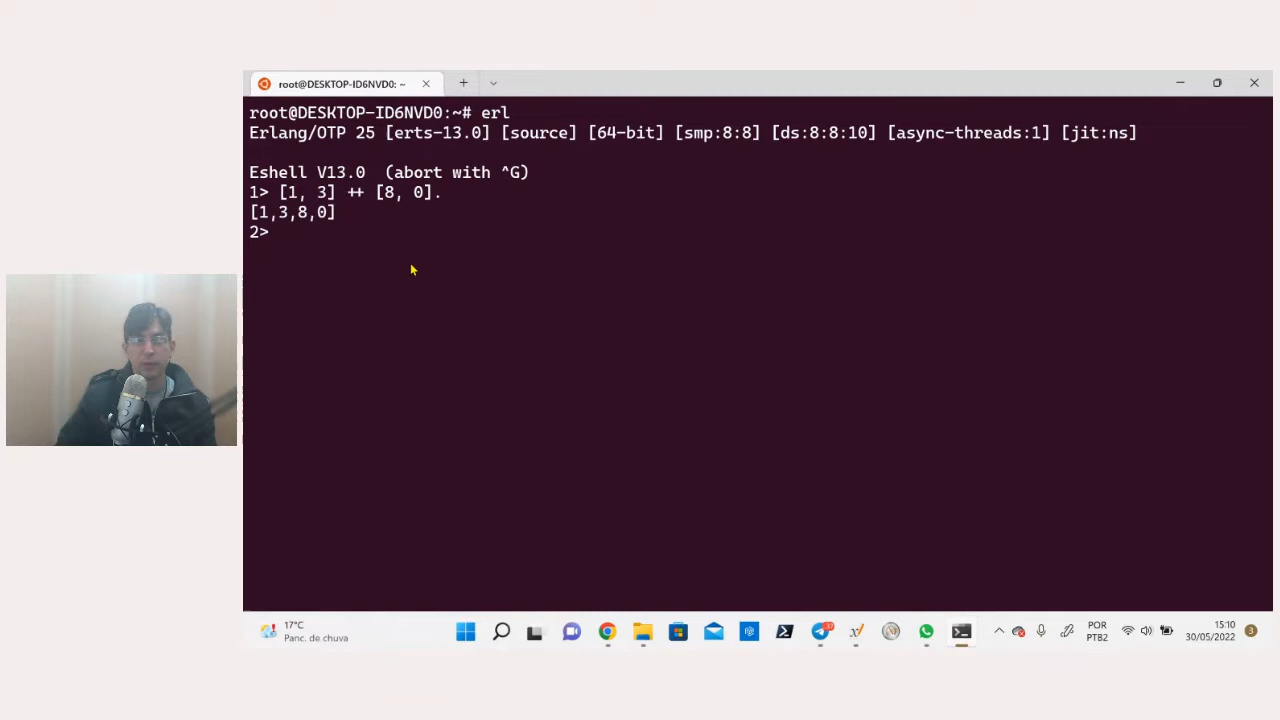 root@DESKTOP-ID6NVD0: ~
root@DESKTOP-ID6NVD0:~# erl
Erlang/OTP 25 [erts-13.0] [source] [64-bit] [smp:8:8] [ds:8:8:10] [async-threads:1] [jit:ns]
Eshell V13.0  (abort with ^G)
1> [1, 3] ++ [8, 0].
[1,3,8,0]
2>
17°C
Panc. de chuva
37
POR
PTB2
15:10
30/05/2022
3